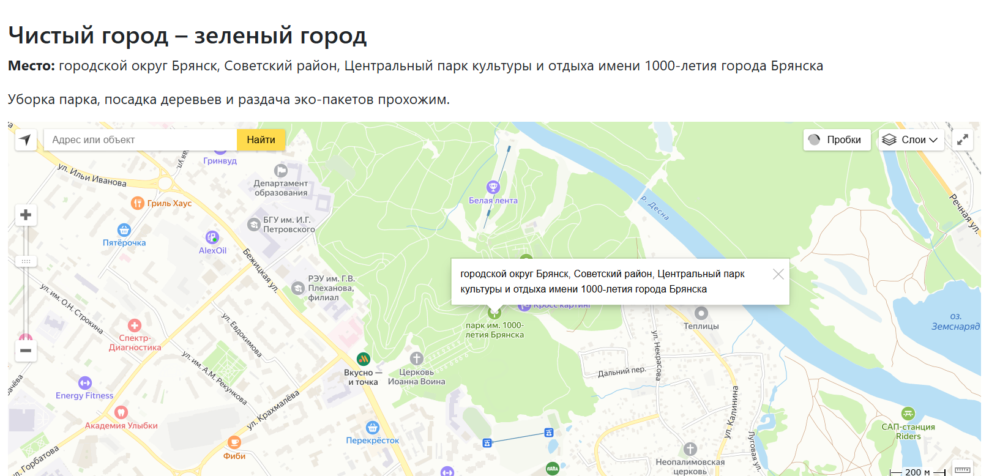 Чистый город – зеленый город
Место: городской округ Брянск, Советский район, Центральный парк культуры и отдыха имени 1000-летия города Брянска
Уборка парка, посадка деревьев и раздача эко-пакетов прохожим.
Адрес или объект
Найти
Пробки
Слои
Гринвуд
ул. Ильи Иванова
Департамент
образования
Гриль Хаус
Белая лента
р. Десна
Речная ул.
БГУ им. И.Г.
Петровского
Пятёрочка
AlexOil
Бежицкая ул.
городской округ Брянск, Советский район, Центральный парк
культуры и отдыха имени 1000-летия города Брянска
РЭУ им. Г.В.
Плеханова,
филиал
ул. им. О.Н. Строкина
Кросс картинг
парк им. 1000-
летия Брянска
Теплицы
оз.
Земснаряд
Спектр-
Диагностика
ул. Евдокимова
ул. Некрасова
ул. им. А.М. Рекункова
Вкусно —
и точка
Церковь
Иоанна Воина
Дальний пер.
Energy Fitness
ул. Крахмалёва
ул. Калинина
Академия Улыбки
САП-станция
Riders
Перекрёсток
Луговая ул.
Фиби
ул. Горбатова
Неопалимовская
церковь
ПАПА
200 м